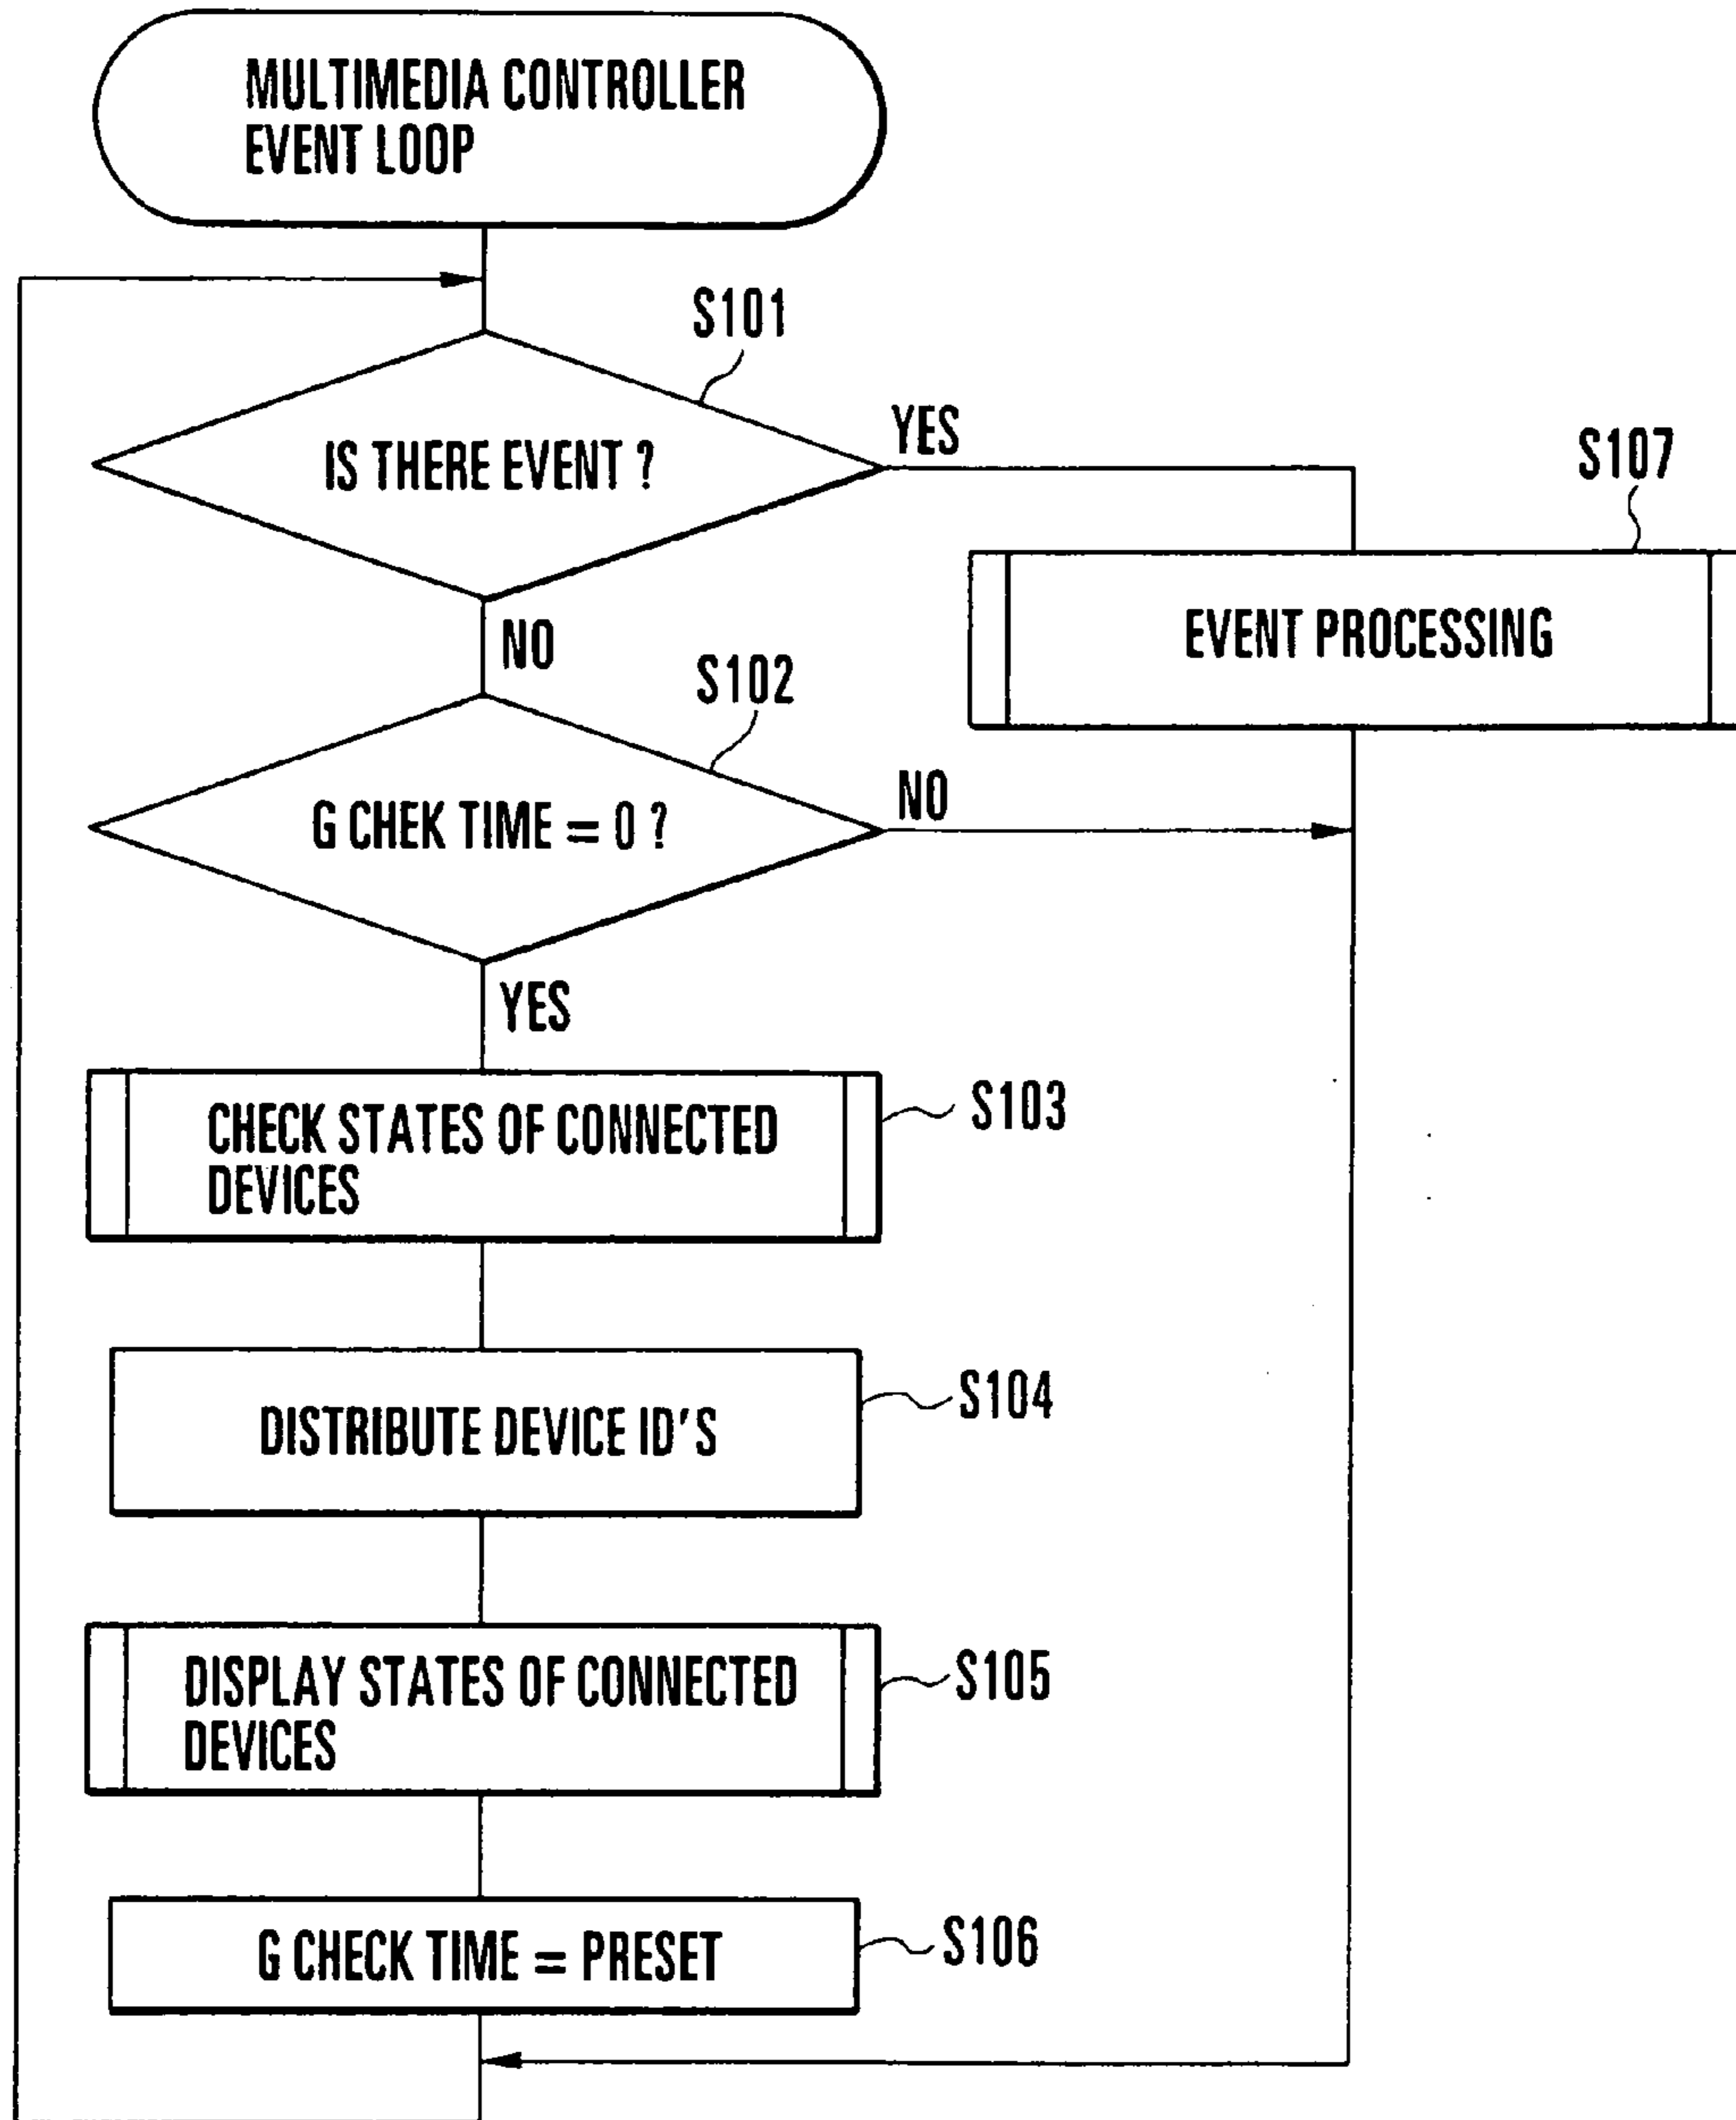 MULTIMEDIA CONTROLLER
EVENT LOOP
S101
IS THERE EVENT ?
YES
S107
EVENT PROCESSING
NO
S102
G CHEK TIME = 0 ?
NO
YES
CHECK STATES OF CONNECTED
DEVICES
S103
DISTRIBUTE DEVICE ID'S
S104
DISPLAY STATES OF CONNECTED
DEVICES
S105
G CHECK TIME = PRESET
S106